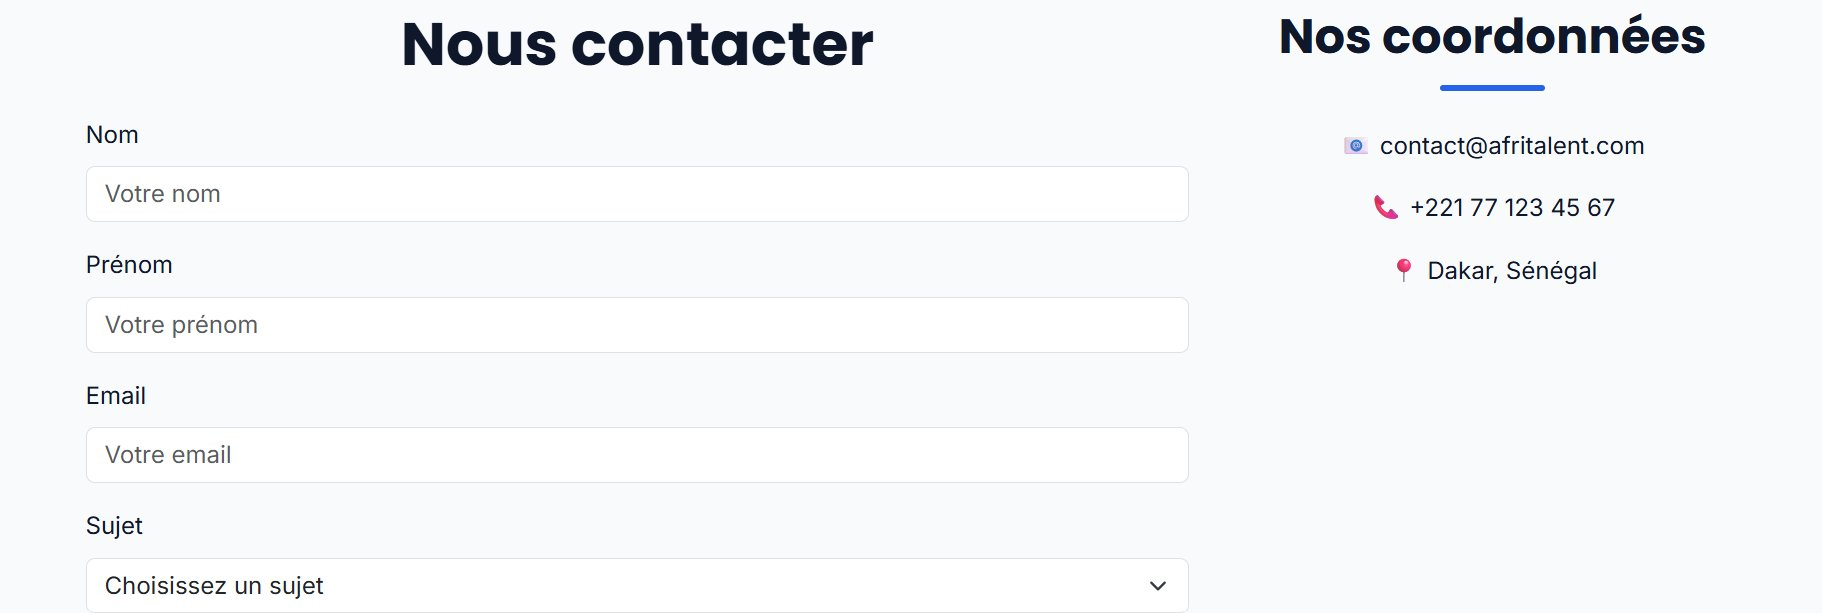 Nous contacter
Nom
Votre nom
Prénom
Votre prénom
Email
Votre email
Sujet
Choisissez un sujet
Nos coordonnées
contact@afritalent.com
+221 77 123 45 67
Dakar, Sénégal